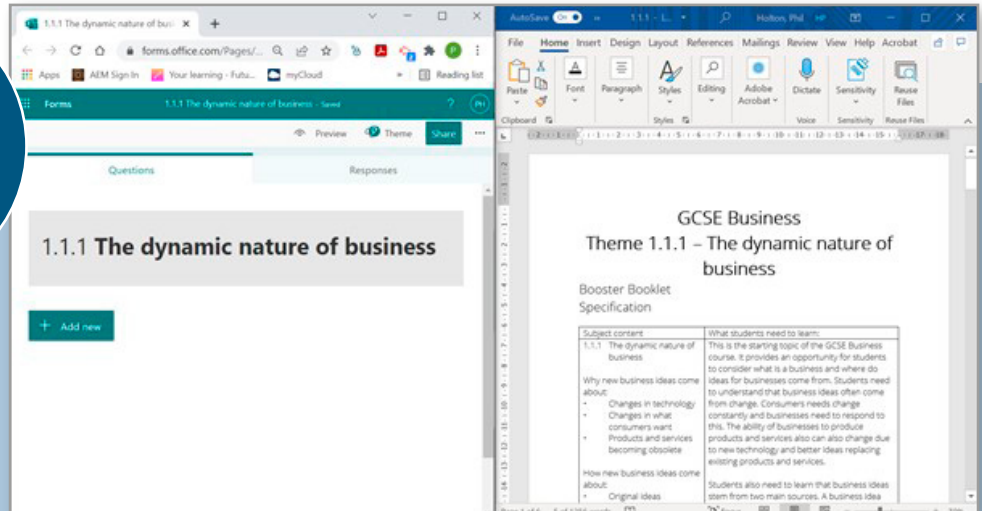 1.1.1 The dynamic nature of busi
forms.office.com/Pages/...
Apps AEM Sign In Your learning - Futu... myCloud » Reading list
Forms 1.1.1 The dynamic nature of business - Saved ? PH
Preview Theme Share ...
Questions Responses
1.1.1 The dynamic nature of business
+ Add new
AutoSave On » 1.1.1 - L... Holton, Phil HP
File Home Insert Design Layout References Mailings Review View Help Acrobat
Paste Font Paragraph Styles Editing Adobe Acrobat Dictate Sensitivity Reuse Files
Clipboard Styles Voice Sensitivity Reuse Files
GCSE Business
Theme 1.1.1 – The dynamic nature of
business
Booster Booklet
Specification
Subject content What students need to learn:
1.1.1 The dynamic nature of
business
Why new business ideas come
about:
• Changes in technology
• Changes in what
consumers want
• Products and services
becoming obsolete
How new business ideas come
about:
• Original ideas
This is the starting topic of the GCSE Business
course. It provides an opportunity for students
to consider what is a business and where do
ideas for businesses come from. Students need
to understand that business ideas often come
from change. Consumers needs change
constantly and businesses need to respond to
this. The ability of businesses to produce
products and services also can also change due
to new technology and better ideas replacing
existing products and services.
Students also need to learn that business ideas
stem from two main sources. A business idea